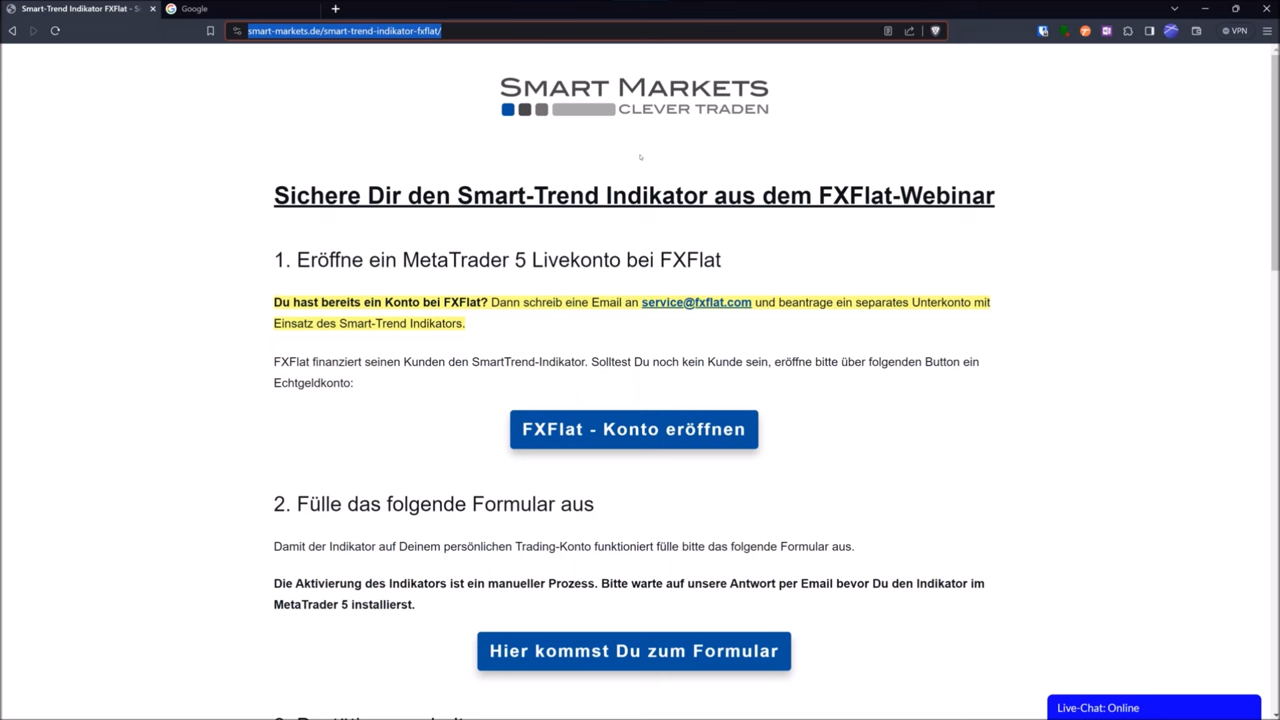 Smart-Trend Indikator FXFlat - S
Google
smart-markets.de/smart-trend-indikator-fxflat/
VPN
SMART MARKETS
CLEVER TRADEN
Sichere Dir den Smart-Trend Indikator aus dem FXFlat-Webinar
1. Eröffne ein MetaTrader 5 Livekonto bei FXFlat
Du hast bereits ein Konto bei FXFlat? Dann schreib eine Email an service@fxflat.com und beantrage ein separates Unterkonto mit
Einsatz des Smart-Trend Indikators.
FXFlat finanziert seinen Kunden den SmartTrend-Indikator. Solltest Du noch kein Kunde sein, eröffne bitte über folgenden Button ein
Echtgeldkonto:
FXFlat - Konto eröffnen
2. Fülle das folgende Formular aus
Damit der Indikator auf Deinem persönlichen Trading-Konto funktioniert fülle bitte das folgende Formular aus.
Die Aktivierung des Indikators ist ein manueller Prozess. Bitte warte auf unsere Antwort per Email bevor Du den Indikator im
MetaTrader 5 installierst.
Hier kommst Du zum Formular
Live-Chat: Online